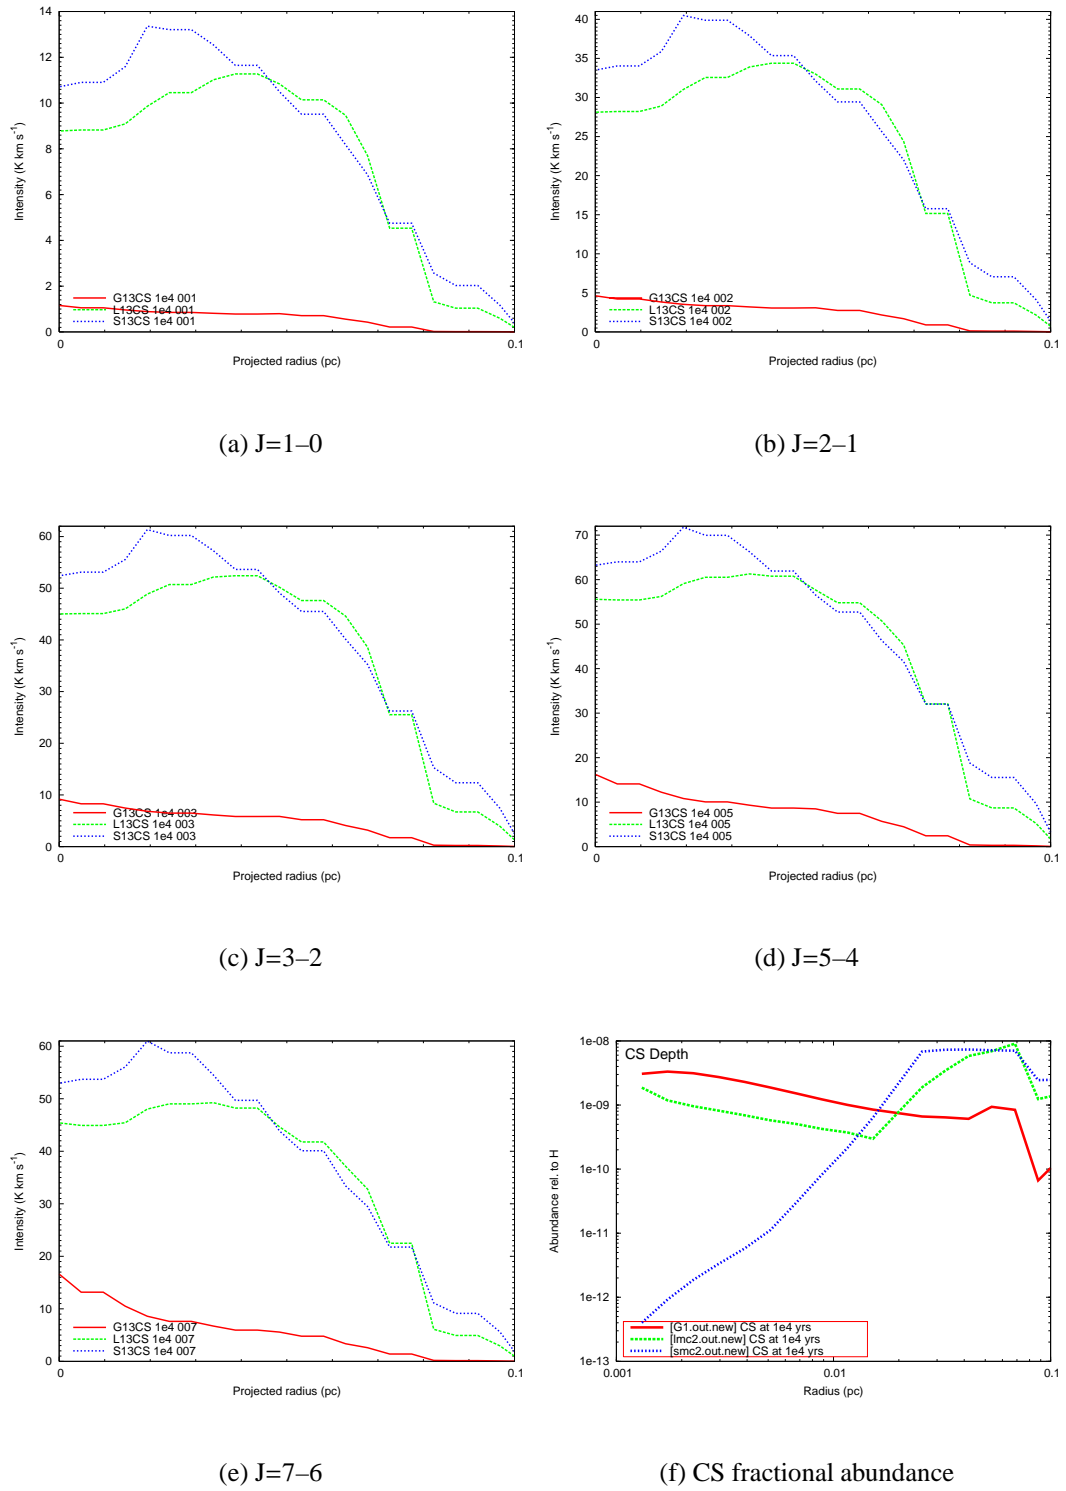 14
12
10
8
6
4
2
0
Intensity (K km s⁻¹)
G13CS 1e4 001
L13CS 1e4 001
S13CS 1e4 001
0
0.1
Projected radius (pc)
(a) J=1–0
40
35
30
25
20
15
10
5
0
Intensity (K km s⁻¹)
G13CS 1e4 002
L13CS 1e4 002
S13CS 1e4 002
0
0.1
Projected radius (pc)
(b) J=2–1
60
50
40
30
20
10
0
Intensity (K km s⁻¹)
G13CS 1e4 003
L13CS 1e4 003
S13CS 1e4 003
0
0.1
Projected radius (pc)
(c) J=3–2
70
60
50
40
30
20
10
0
Intensity (K km s⁻¹)
G13CS 1e4 005
L13CS 1e4 005
S13CS 1e4 005
0
0.1
Projected radius (pc)
(d) J=5–4
60
50
40
30
20
10
0
Intensity (K km s⁻¹)
G13CS 1e4 007
L13CS 1e4 007
S13CS 1e4 007
0
0.1
Projected radius (pc)
(e) J=7–6
CS Depth
1e-08
1e-09
1e-10
1e-11
1e-12
1e-13
Abundance rel. to H
[G1.out.new] CS at 1e4 yrs
[lmc2.out.new] CS at 1e4 yrs
[smc2.out.new] CS at 1e4 yrs
0.001
0.01
0.1
Radius (pc)
(f) CS fractional abundance